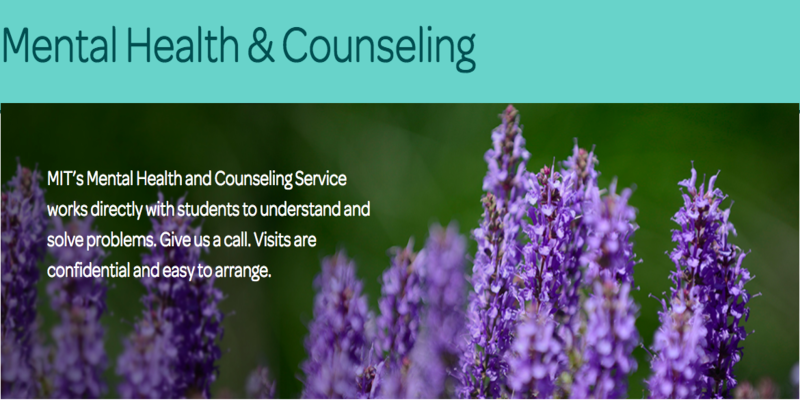 Mental Health & Counseling
MIT's Mental Health and Counseling Service
works directly with students to understand and
solve problems. Give us a call. Visits are
confidential and easy to arrange.